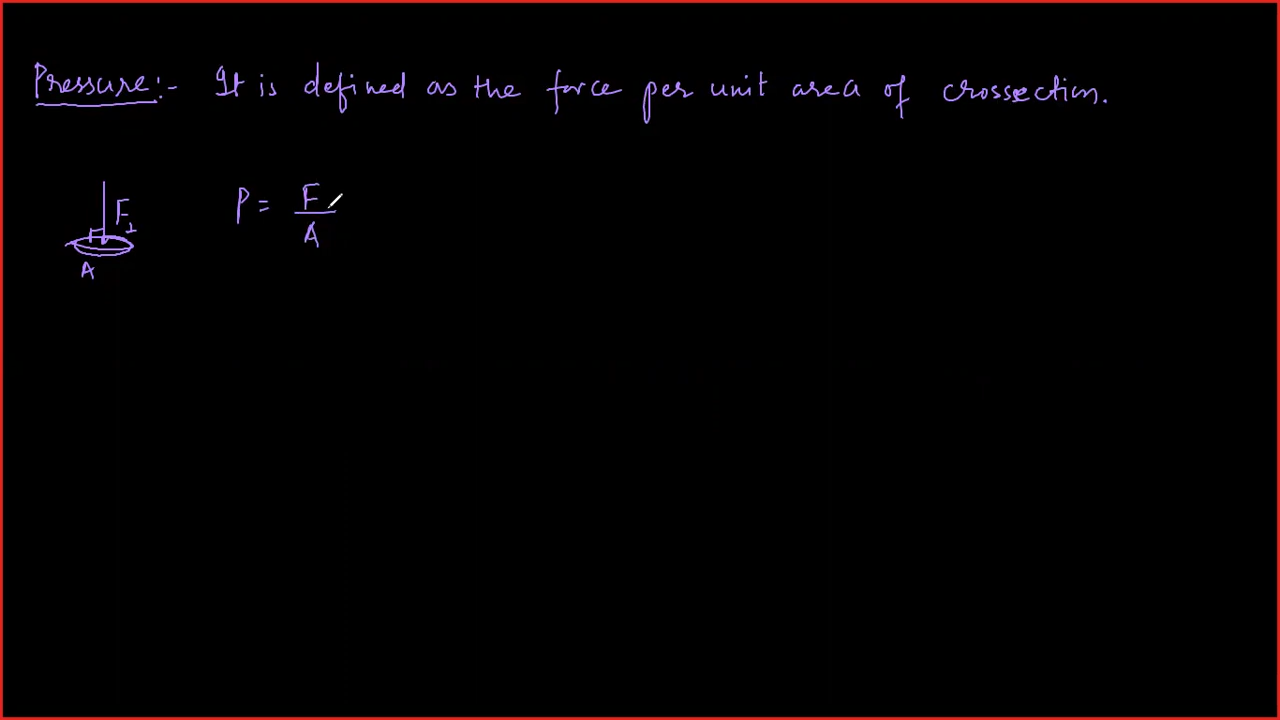 Pressure:- It is defined as the force per unit area of crossection.
F⊥
A
P = F/A